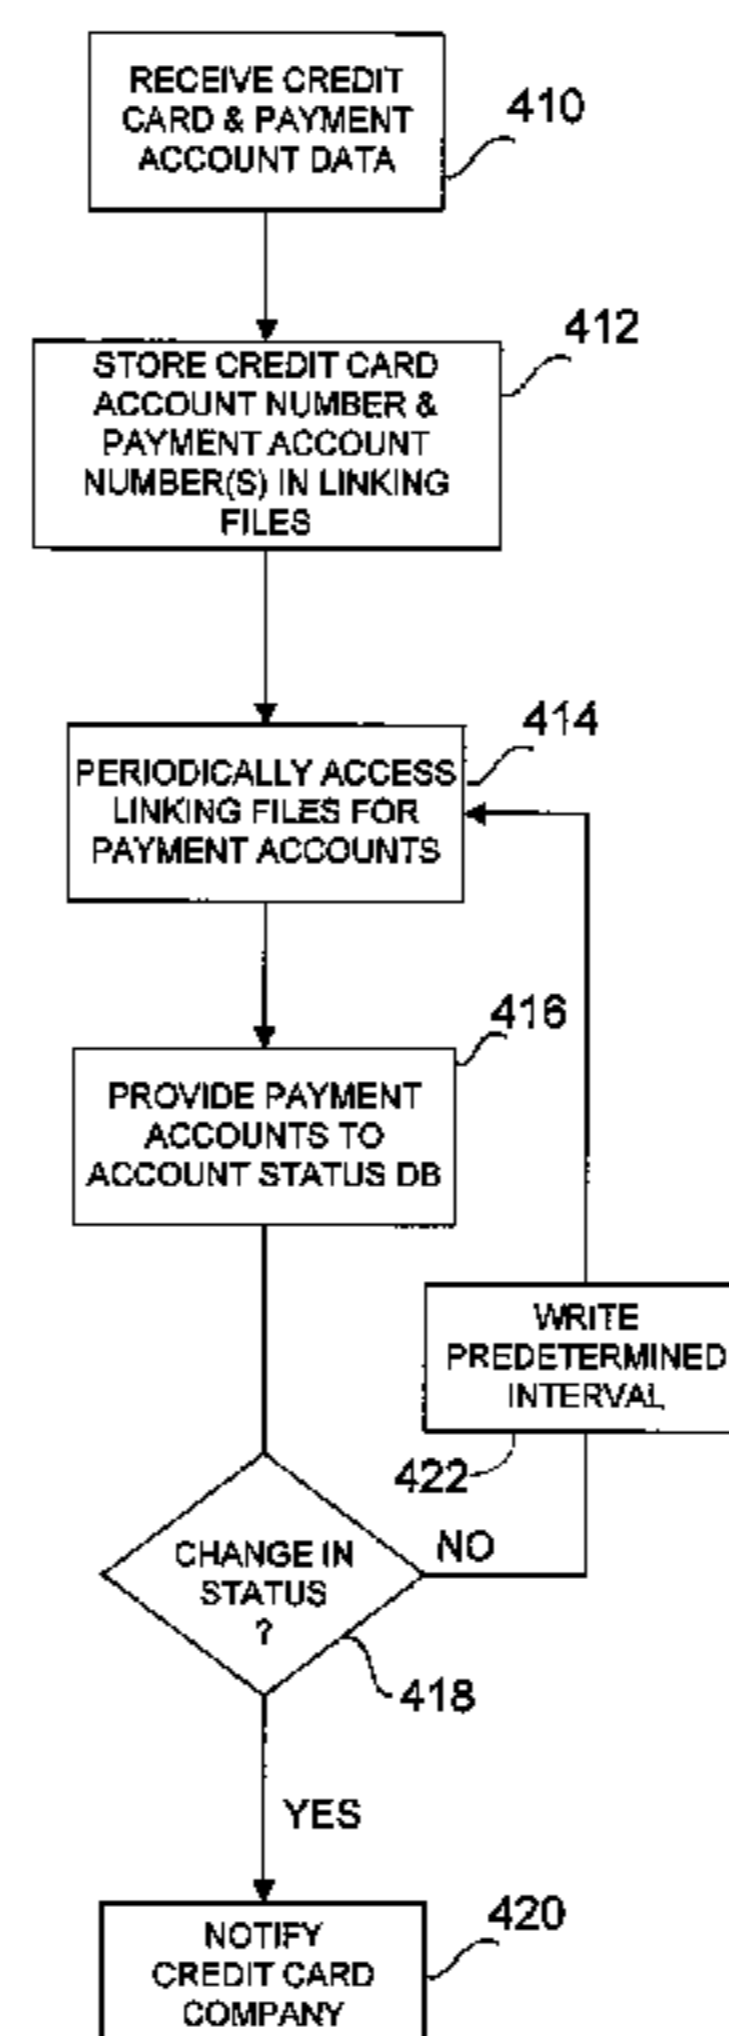 RECEIVE CREDIT
CARD & PAYMENT
ACCOUNT DATA
410
STORE CREDIT CARD
ACCOUNT NUMBER &
PAYMENT ACCOUNT
NUMBER(S) IN LINKING
FILES
412
PERIODICALLY ACCESS
LINKING FILES FOR
PAYMENT ACCOUNTS
414
PROVIDE PAYMENT
ACCOUNTS TO
ACCOUNT STATUS DB
416
WRITE
PREDETERMINED
INTERVAL
422
CHANGE IN
STATUS
?
NO
418
YES
NOTIFY
CREDIT CARD
COMPANY
420